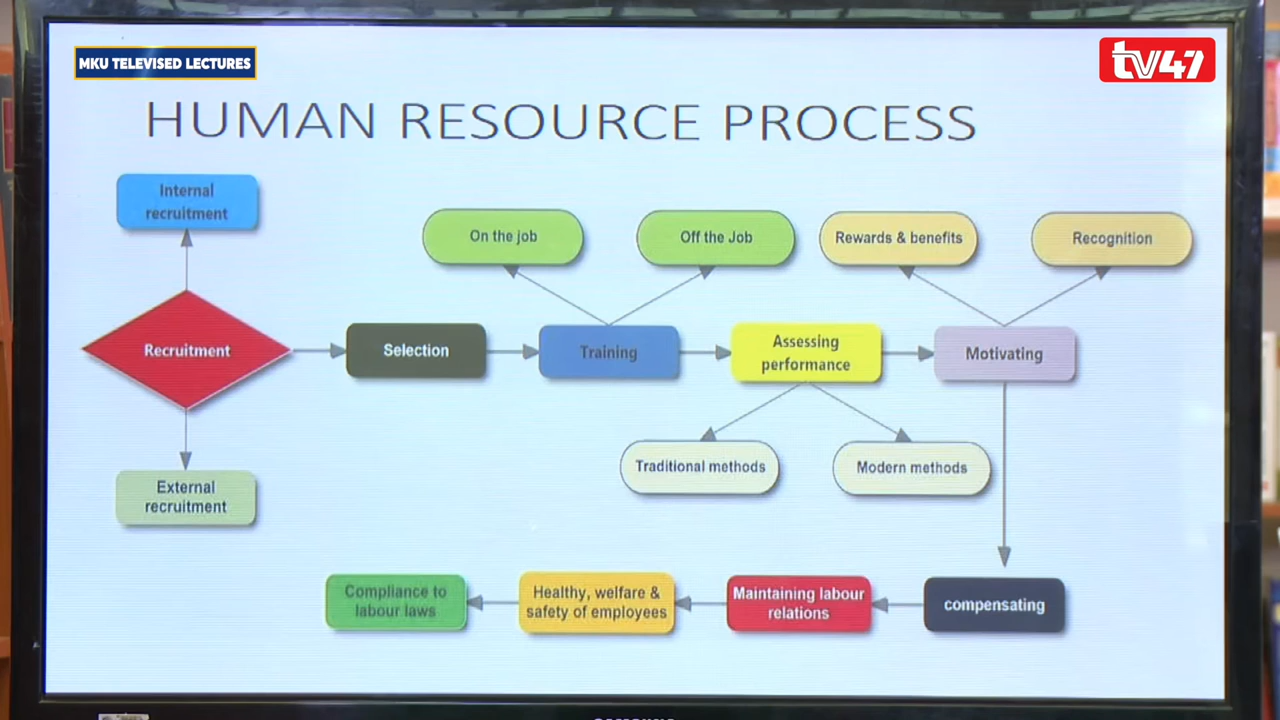 MKU TELEVISED LECTURES
tv47
HUMAN RESOURCE PROCESS
Internal
recruitment
On the job
Off the Job
Rewards & benefits
Recognition
Recruitment
Selection
Training
Assessing
performance
Motivating
Traditional methods
Modern methods
External
recruitment
Compliance to
labour laws
Healthy, welfare &
safety of employees
Maintaining labour
relations
compensating